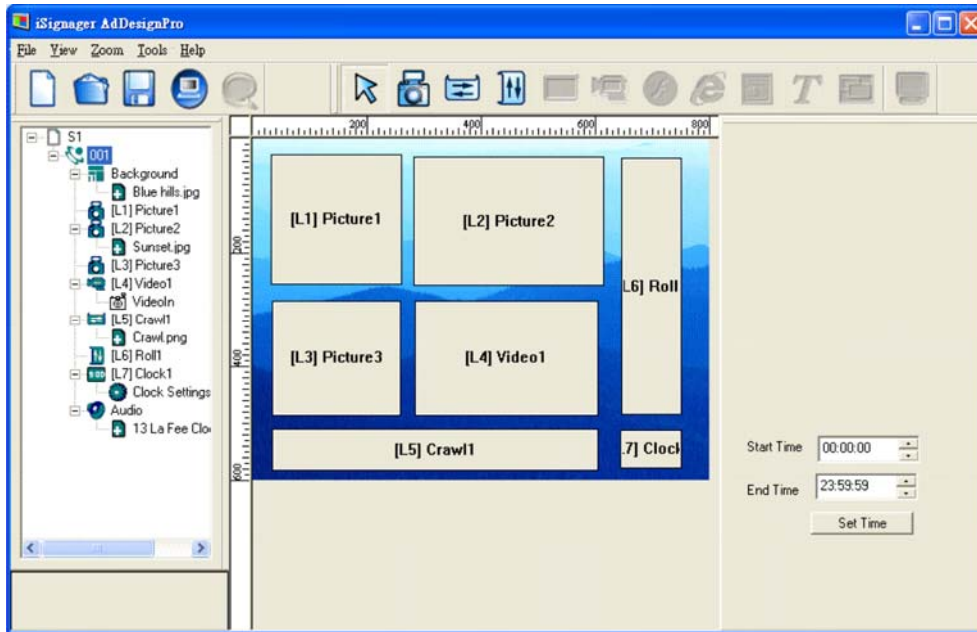 iSignager AdDesignPro
File View Zoom Tools Help
S1
001
Background
Blue hills.jpg
[L1] Picture1
[L2] Picture2
Sunset.jpg
[L3] Picture3
[L4] Video1
VideoIn
[L5] Crawl1
Crawl.png
[L6] Roll1
[L7] Clock1
Clock Settings
Audio
13 La Fee Clo
200 400 600 800
200
400
600
[L1] Picture1
[L2] Picture2
L6] Roll
[L3] Picture3
[L4] Video1
[L5] Crawl1
.7] Clock
Start Time 00:00:00
End Time 23:59:59
Set Time